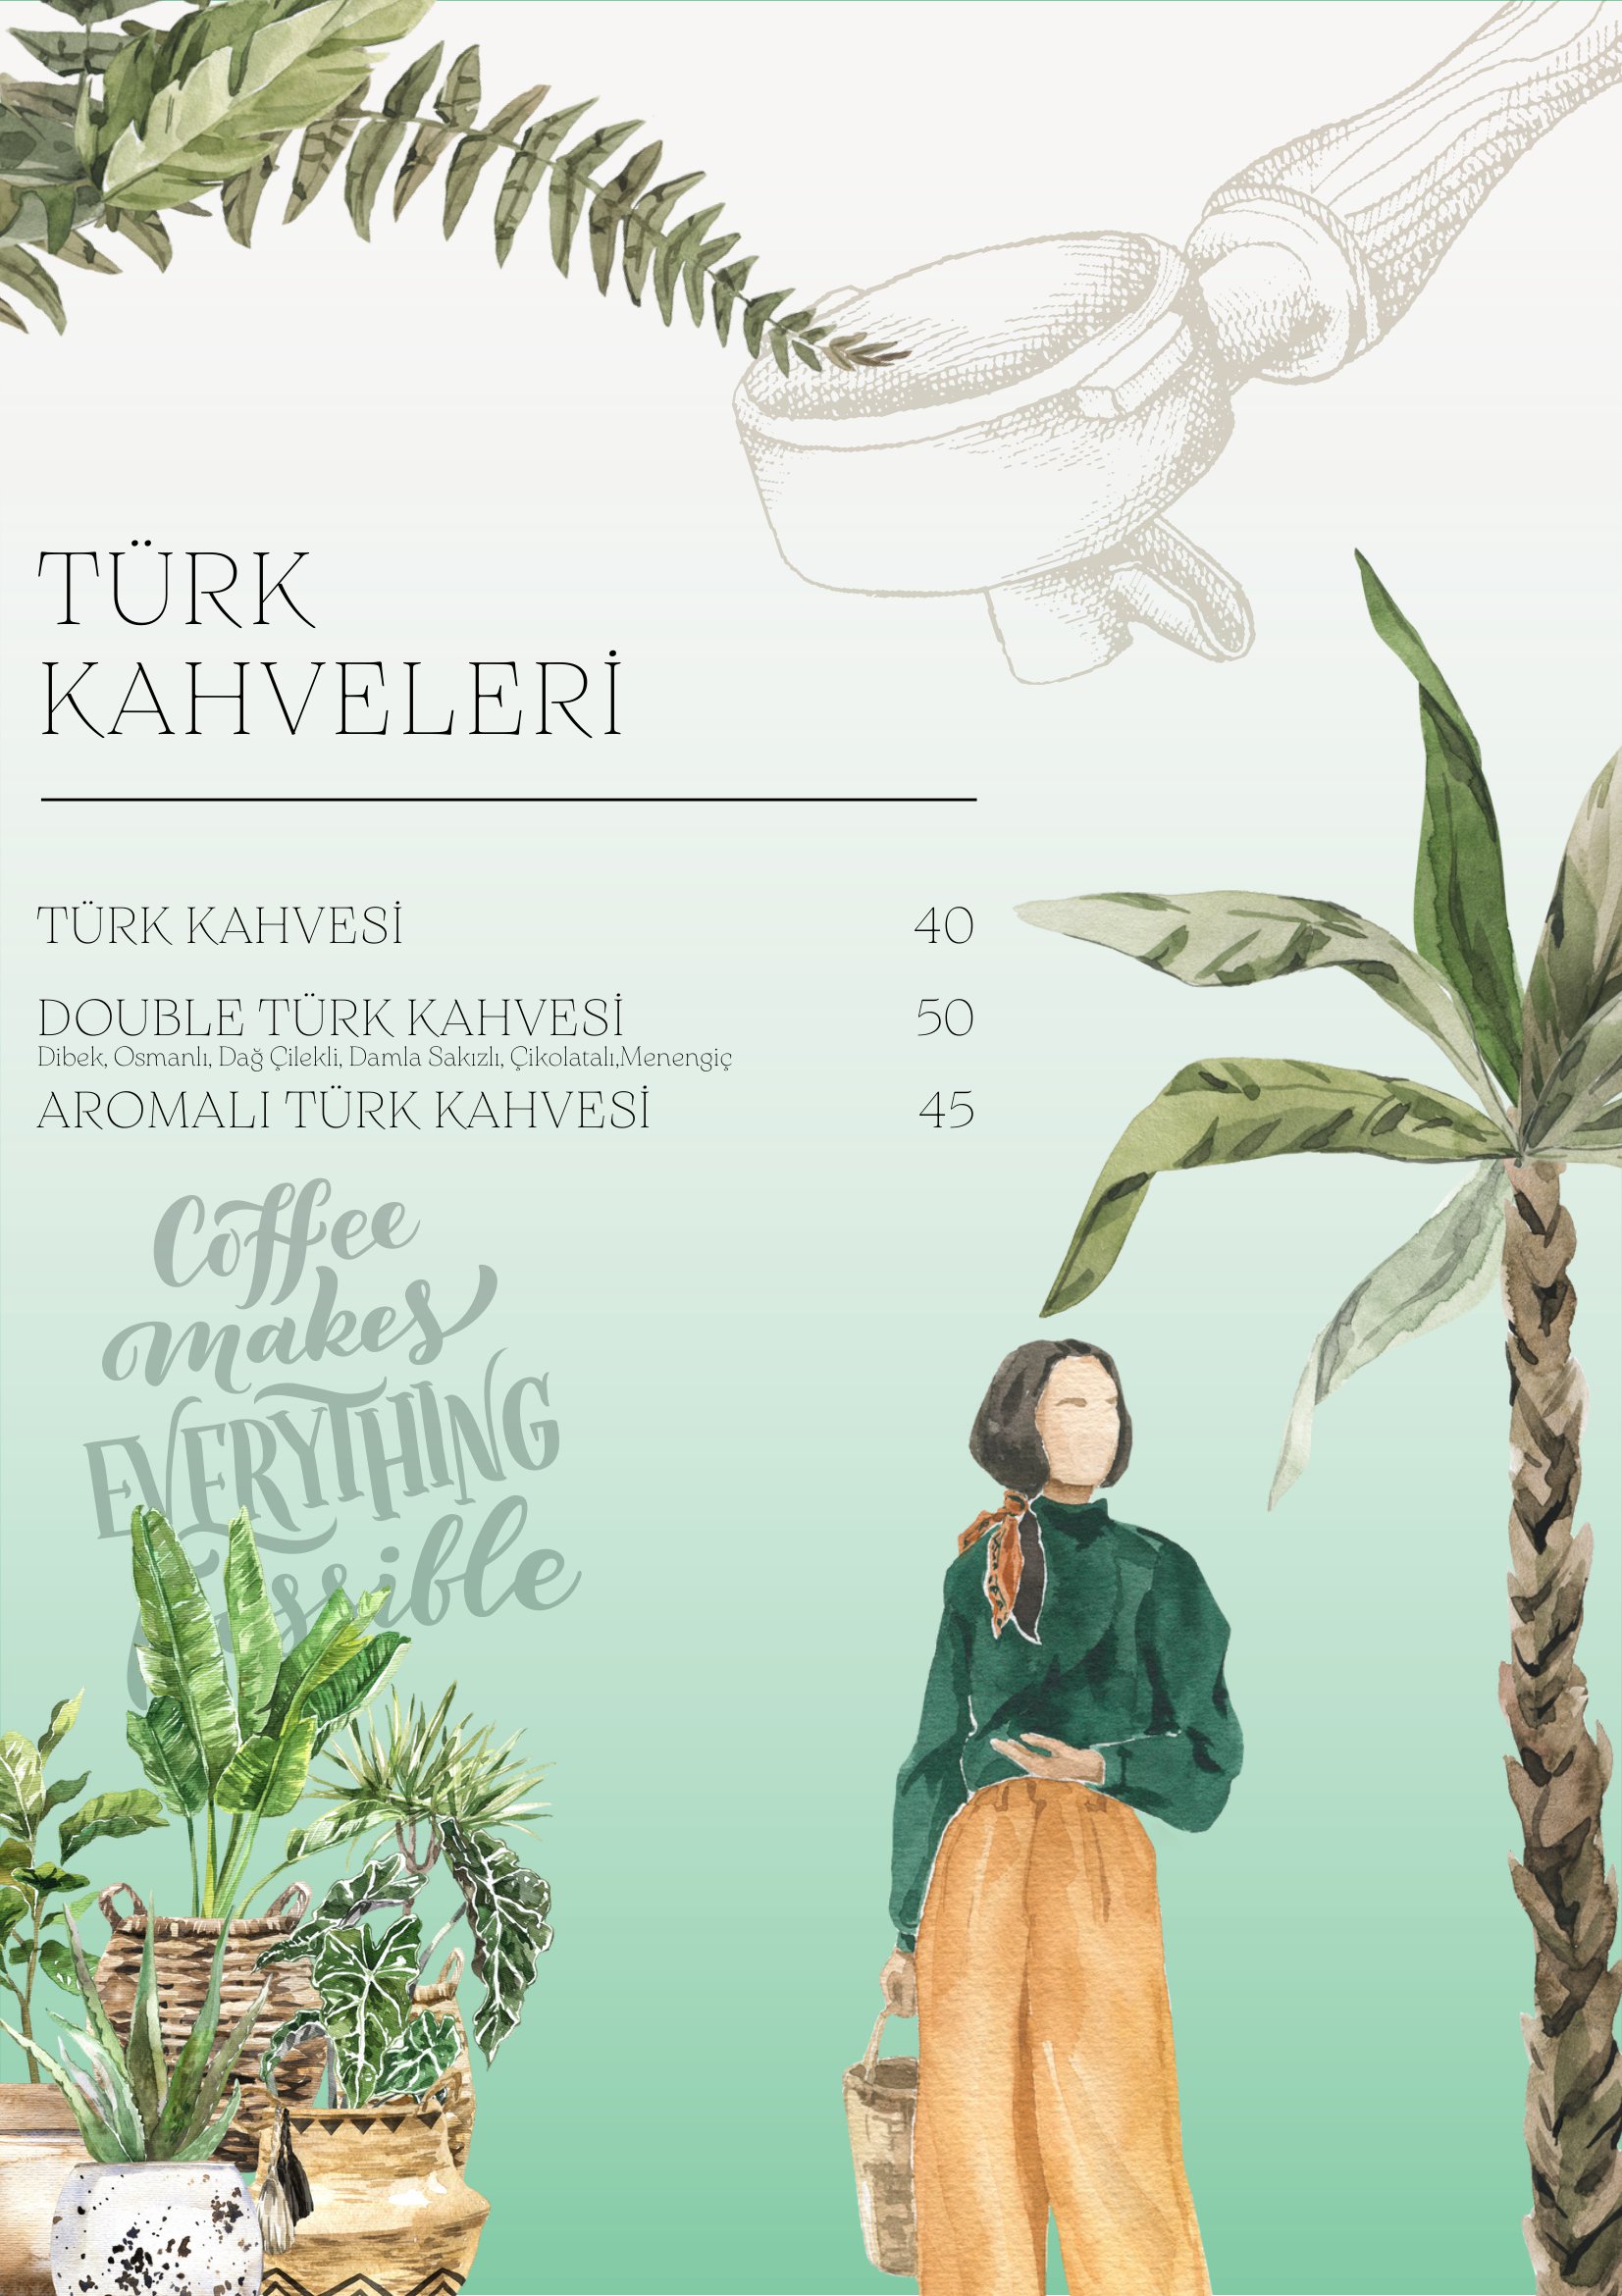 TÜRK
KAHVELERİ
TÜRK KAHVESİ 40
DOUBLE TÜRK KAHVESİ 50
Dibek, Osmanlı, Dağ Çilekli, Damla Sakızlı, Çikolatalı,Menengiç
AROMALI TÜRK KAHVESİ 45
Coffee
makes
EVERYTHING
Possible